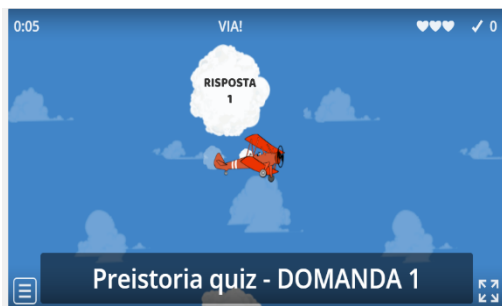 0:05
VIA!
✓ 0
RISPOSTA
1
Preistoria quiz - DOMANDA 1